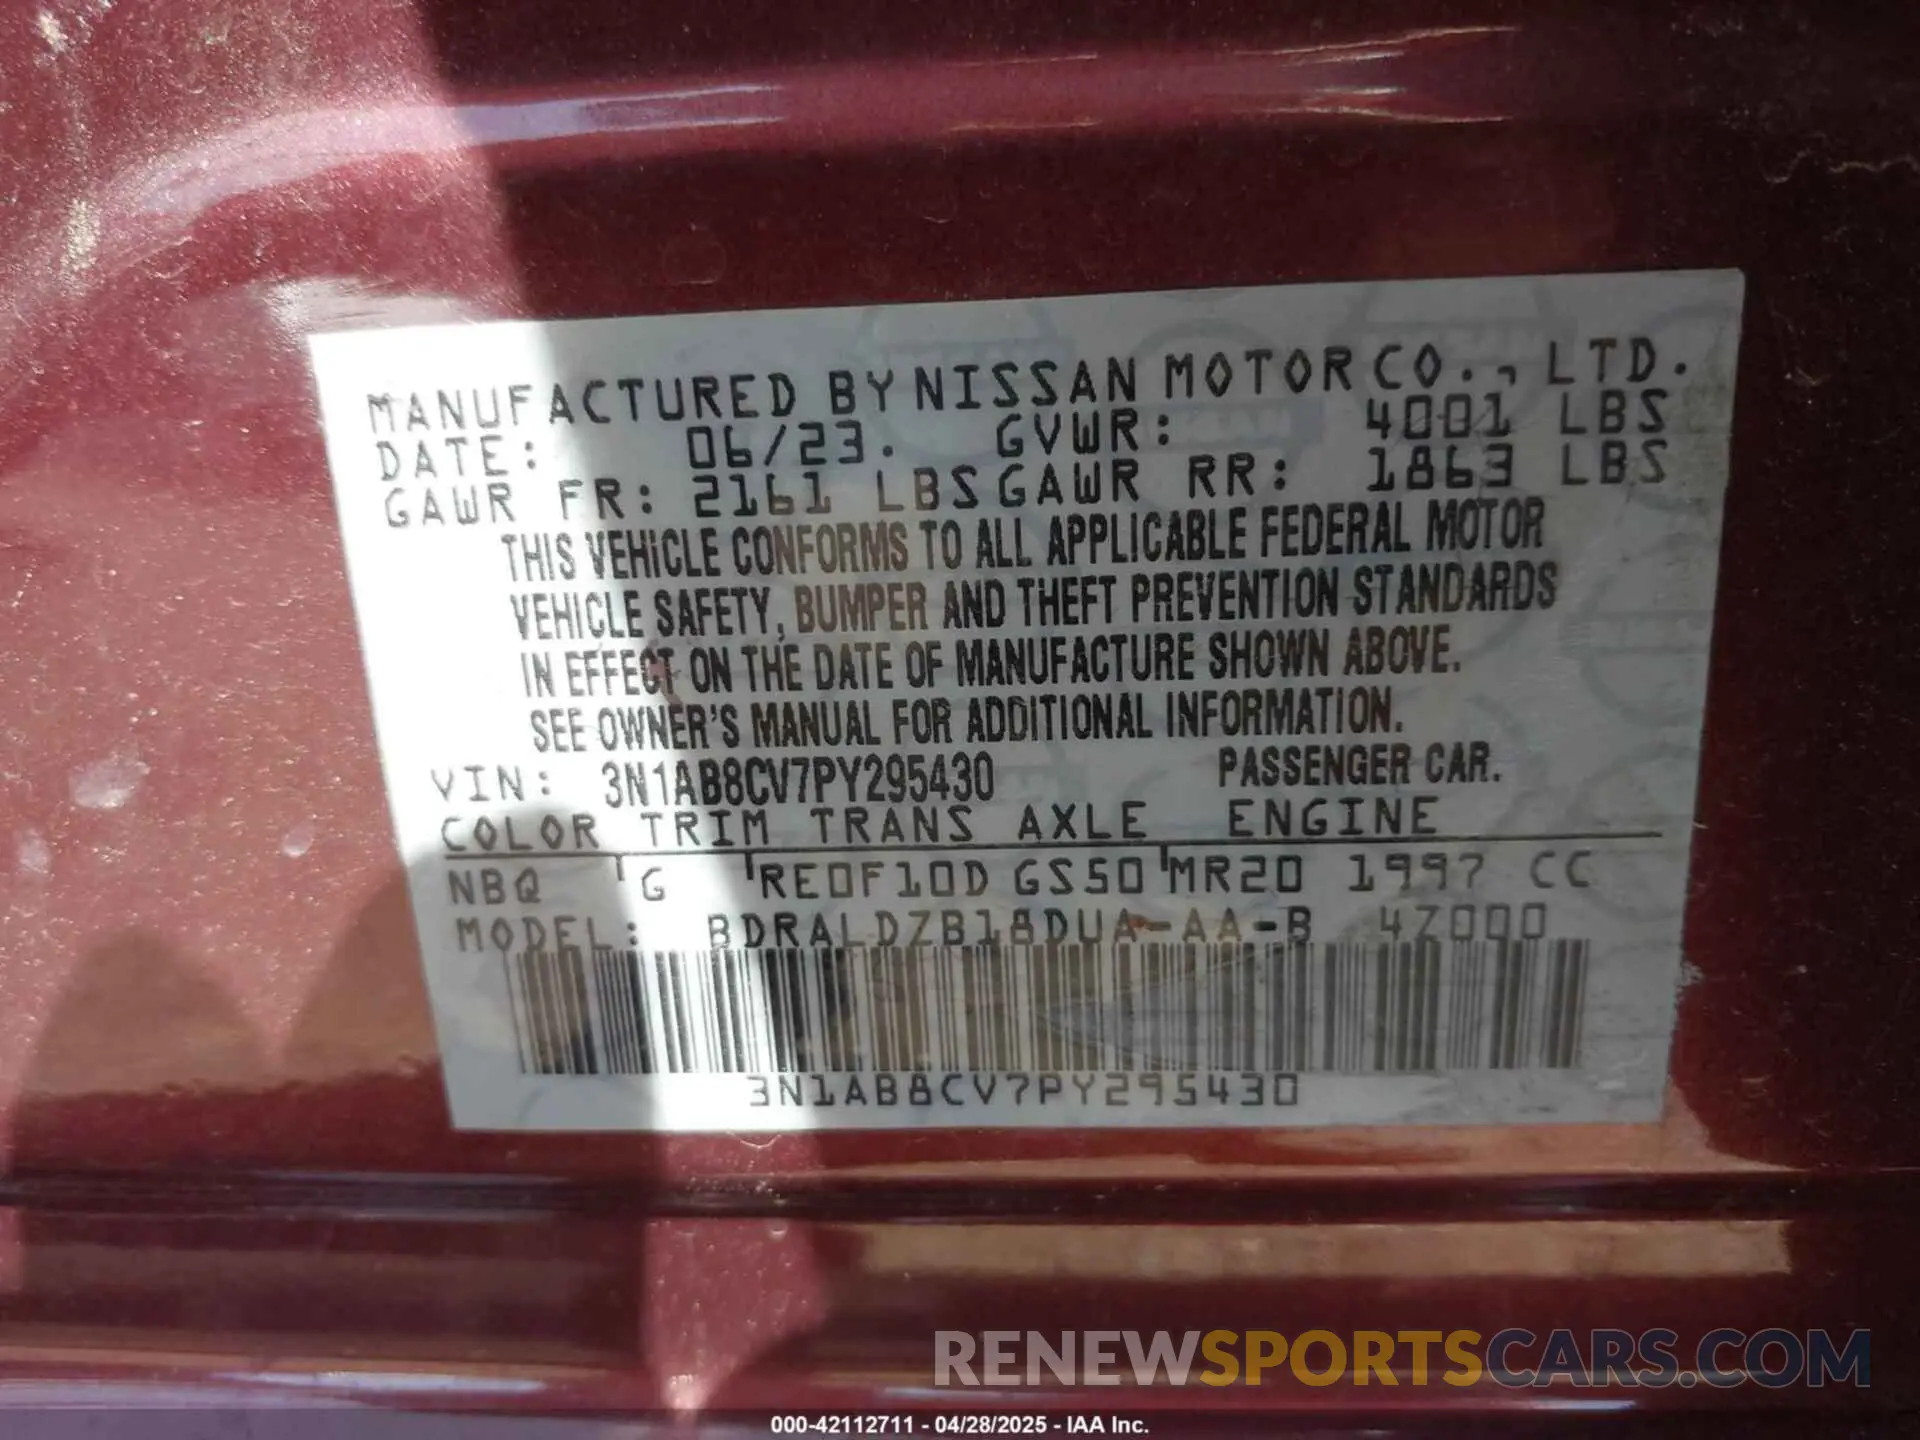 MANUFACTURED BY NISSAN MOTOR CO., LTD.
DATE: 06/23. GVWR: 4001 LBS
GAWR FR: 2161 LBS GAWR RR: 1863 LBS
THIS VEHICLE CONFORMS TO ALL APPLICABLE FEDERAL MOTOR
VEHICLE SAFETY, BUMPER AND THEFT PREVENTION STANDARDS
IN EFFECT ON THE DATE OF MANUFACTURE SHOWN ABOVE.
SEE OWNER'S MANUAL FOR ADDITIONAL INFORMATION.
VIN: 3N1AB8CV7PY295430 PASSENGER CAR.
COLOR TRIM TRANS AXLE ENGINE
NBQ G RE0F10D GS50 MR20 1997 CC
MODEL: BDRALDZB18DUA-AA-B 4Z000
3N1AB8CV7PY295430
RENEWSPORTSCARS.COM
000-42112711 - 04/28/2025 - IAA Inc.